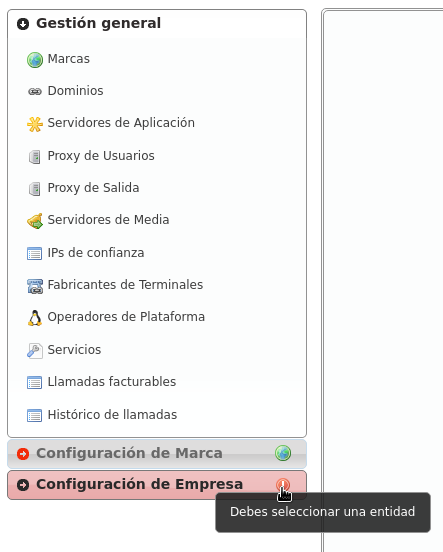 Gestión general
Marcas
Dominios
Servidores de Aplicación
Proxy de Usuarios
Proxy de Salida
Servidores de Media
IPs de confianza
Fabricantes de Terminales
Operadores de Plataforma
Servicios
Llamadas facturables
Histórico de llamadas
Configuración de Marca
Configuración de Empresa
Debes seleccionar una entidad